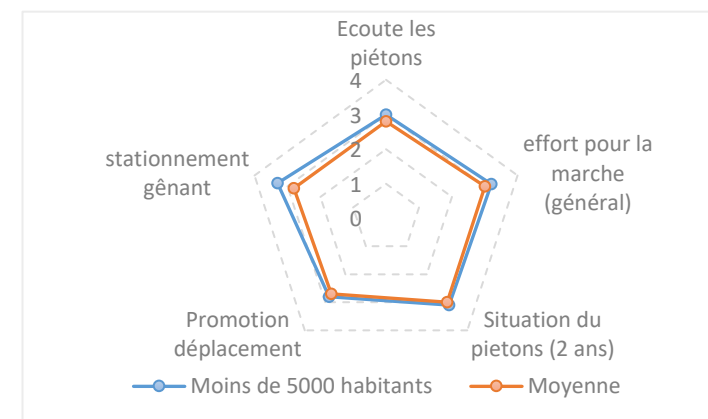 Ecoute les
piétons
4
3
2
1
0
effort pour la
marche
(général)
Situation du
pietons (2 ans)
Promotion
déplacement
stationnement
gênant
Moins de 5000 habitants
Moyenne